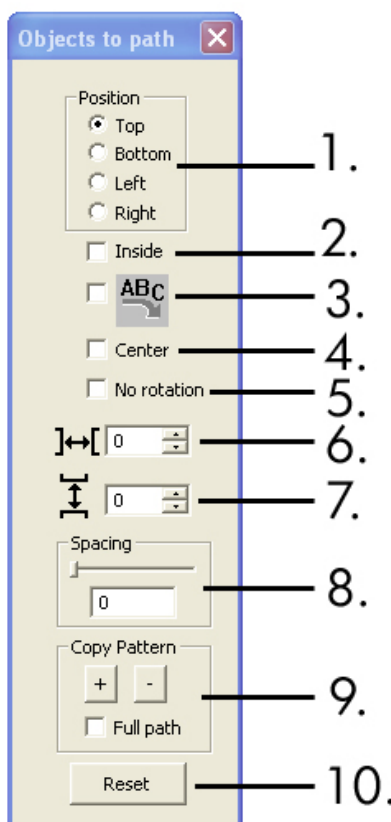 Objects to path
Position
Top
Bottom
Left
Right
1.
Inside
2.
ABC
3.
Center
4.
No rotation
5.
0
6.
0
7.
Spacing
0
8.
Copy Pattern
+ -
Full path
9.
Reset
10.